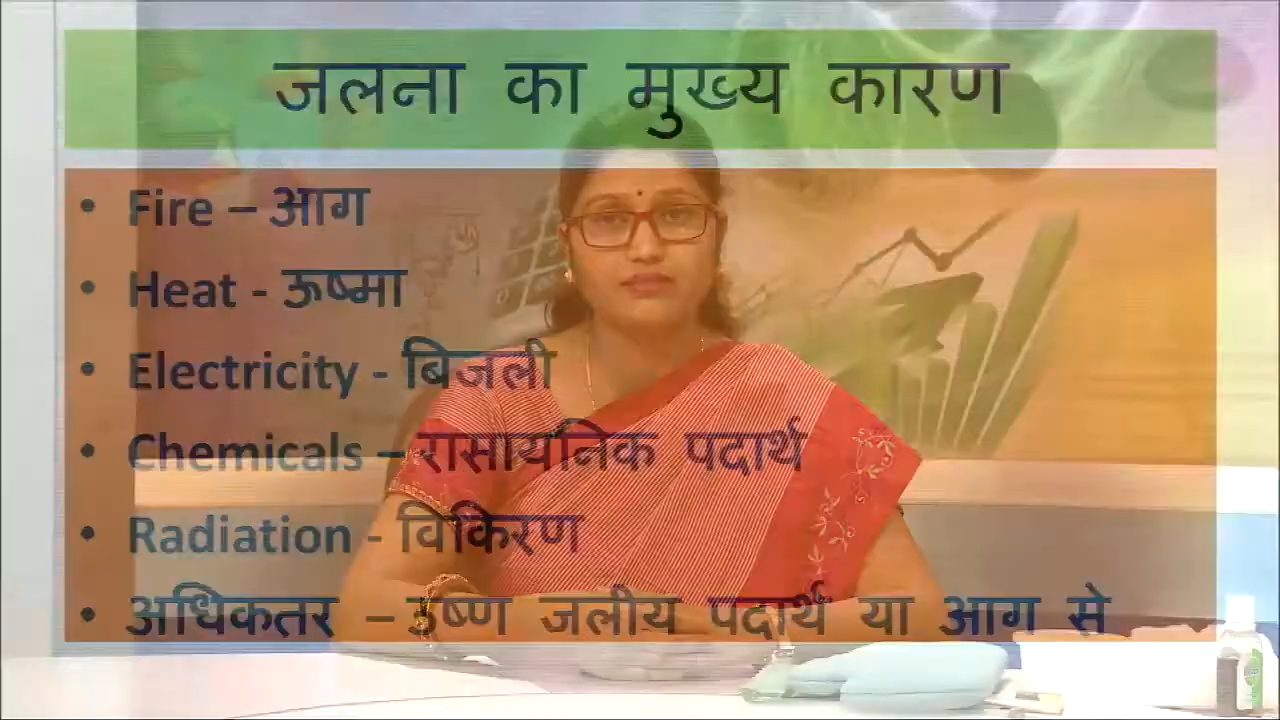 जलना का मुख्य कारण
• Fire – आग
• Heat - ऊष्मा
• Electricity - बिजली
• Chemicals – रासायनिक पदार्थ
• Radiation - विकिरण
• अधिकतर – उष्ण जलीय पदार्थ या आग से